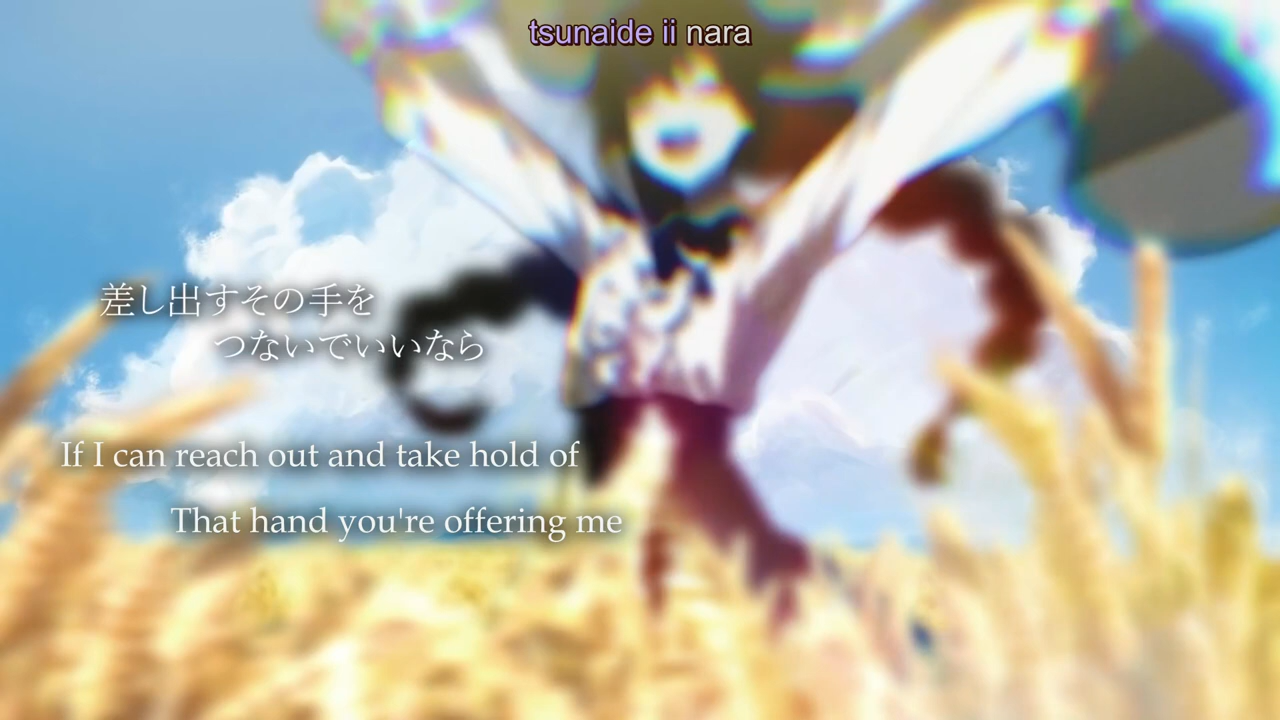 tsunaide ii nara
差し出すその手を
つないでいいなら
If I can reach out and take hold of
That hand you're offering me